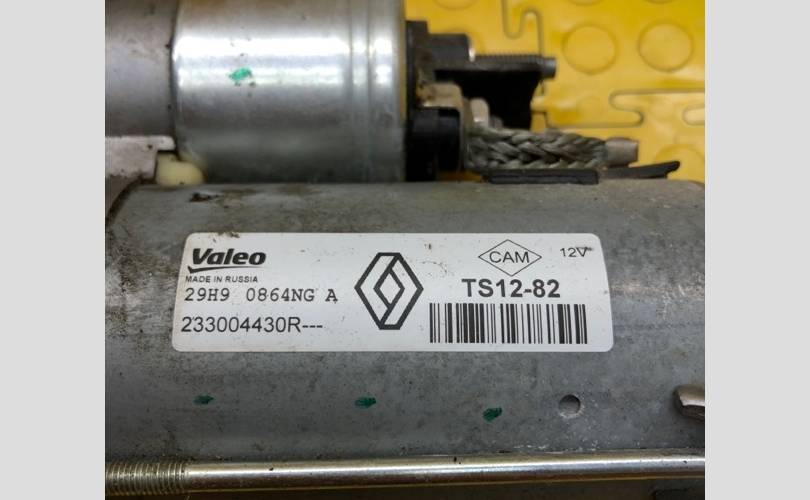 Valeo
MADE IN RUSSIA
29H9 0864NG A
233004430R---
CAM
12V
TS12-82